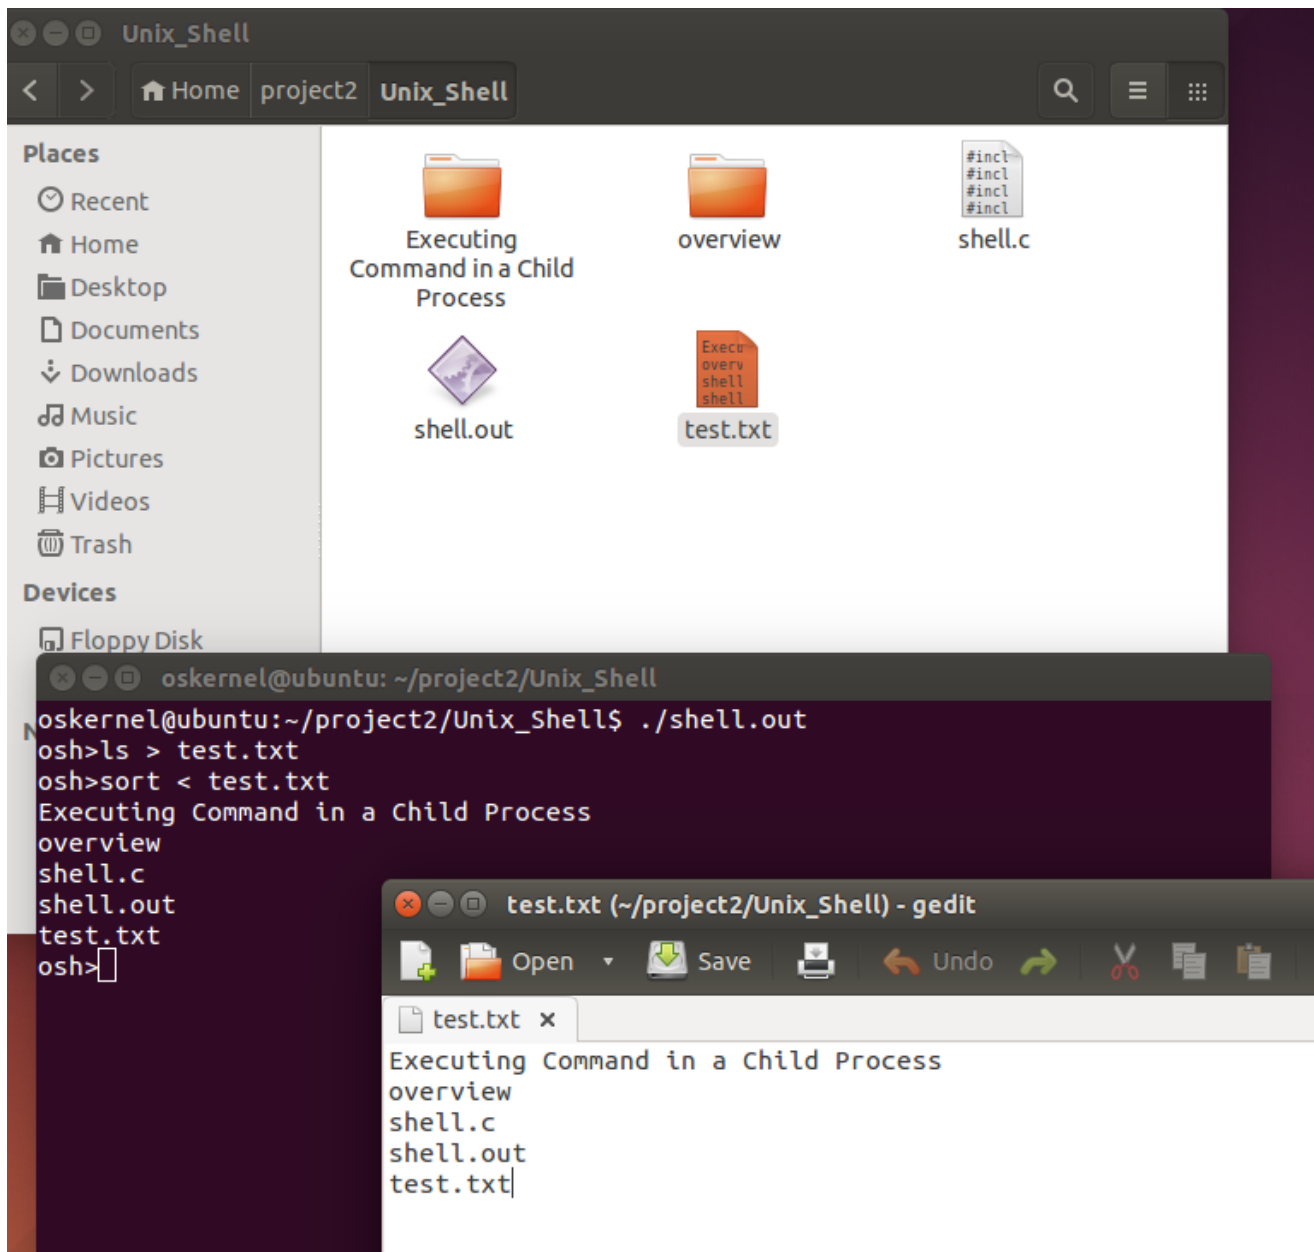 Unix_Shell
Home project2 Unix_Shell
Places
Recent
Home
Desktop
Documents
Downloads
Music
Pictures
Videos
Trash
Devices
Floppy Disk
N
Executing
Command in a Child
Process
overview
#incl
#incl
#incl
#incl
shell.c
shell.out
Execu
overv
shell
shell
test.txt
oskernel@ubuntu: ~/project2/Unix_Shell
oskernel@ubuntu:~/project2/Unix_Shell$ ./shell.out
osh>ls > test.txt
osh>sort < test.txt
Executing Command in a Child Process
overview
shell.c
shell.out
test.txt
osh>
test.txt (~/project2/Unix_Shell) - gedit
Open Save Undo
test.txt
Executing Command in a Child Process
overview
shell.c
shell.out
test.txt